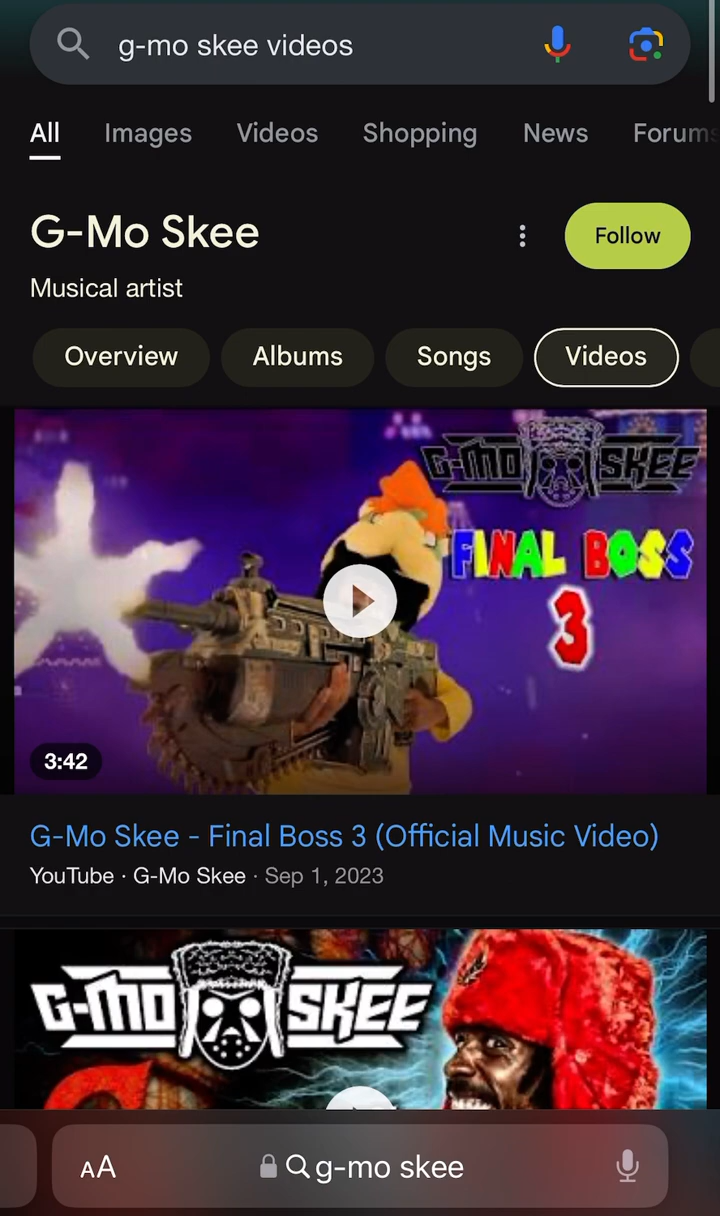 g-mo skee videos
All Images Videos Shopping News Forums
G-Mo Skee
Follow
Musical artist
Overview Albums Songs Videos
G-MO SKEE
FINAL BOSS
3
3:42
G-Mo Skee - Final Boss 3 (Official Music Video)
YouTube · G-Mo Skee · Sep 1, 2023
G-MO SKEE
AA g-mo skee